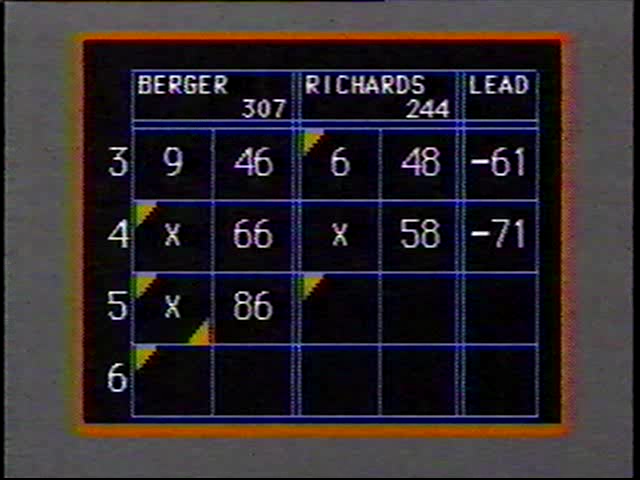 BERGER RICHARDS LEAD
307 244
3 9 46 6 48 -61
4 X 66 X 58 -71
5 X 86
6